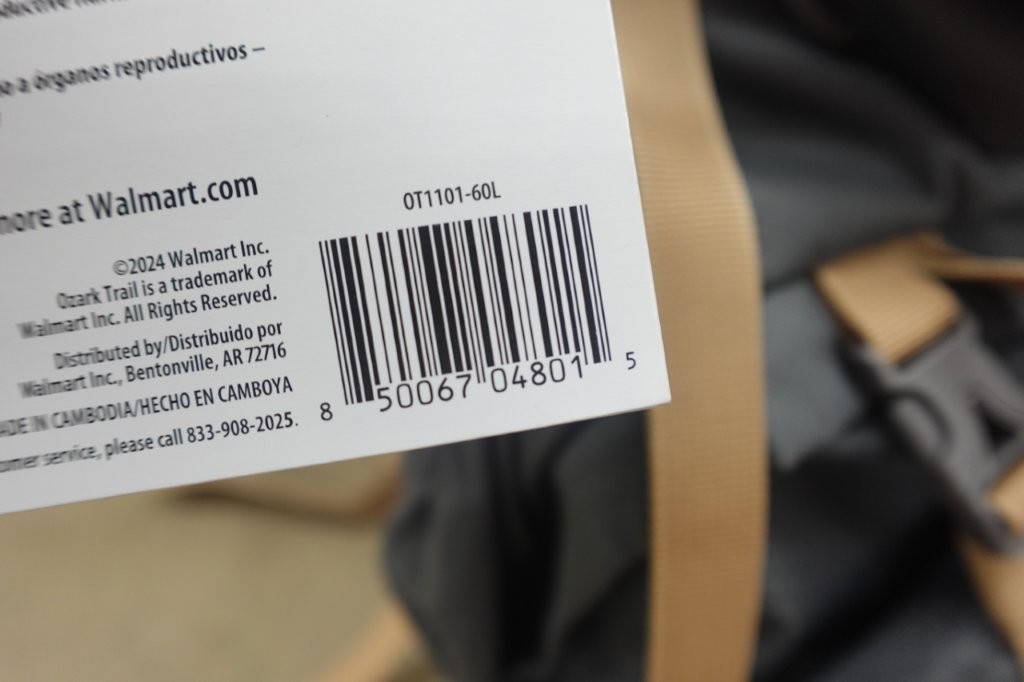 a órganos reproductivos –
more at Walmart.com
©2024 Walmart Inc.
Ozark Trail is a trademark of
Walmart Inc. All Rights Reserved.
Distributed by/Distribuido por
Walmart Inc., Bentonville, AR 72716
MADE IN CAMBODIA/HECHO EN CAMBOYA
customer service, please call 833-908-2025.
OT1101-60L
8 50067 04801 5